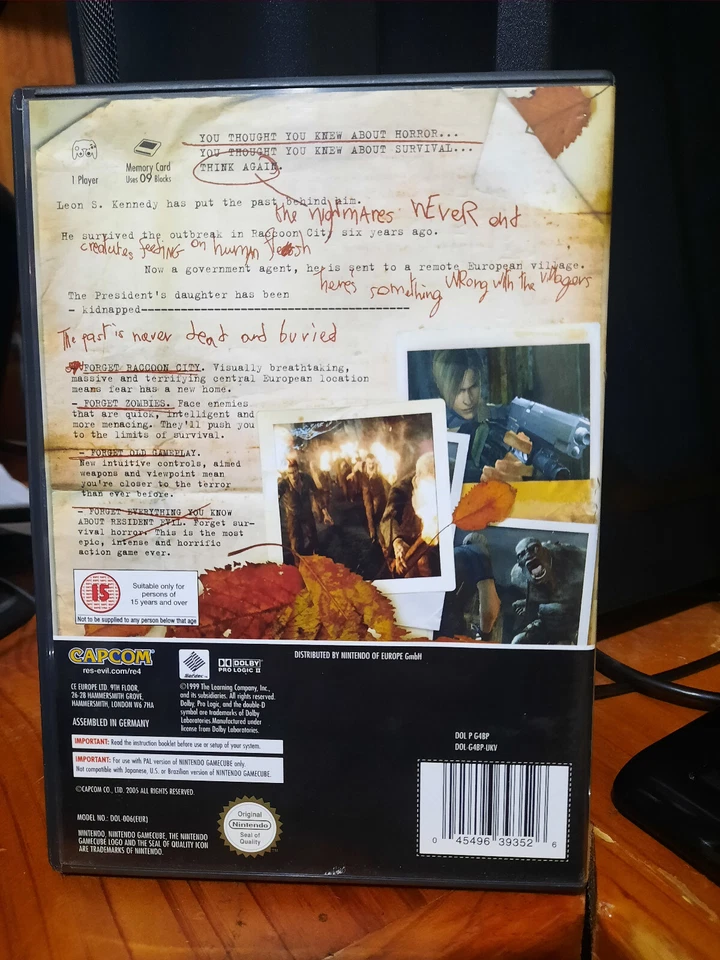 YOU THOUGHT YOU KNEW ABOUT HORROR...
YOU THOUGHT YOU KNEW ABOUT SURVIVAL...
THINK AGAIN.
1 Player
Memory Card
Uses 09 Blocks
Leon S. Kennedy has put the past behind him.
the nightmares NEVER end
He survived the outbreak in Raccoon City six years ago.
creatures feeding on human flesh
Now a government agent, he is sent to a remote European village.
heres something wrong with the villagers
The President's daughter has been
- kidnapped
The past is never dead and buried
FORGET RACCOON CITY. Visually breathtaking,
massive and terrifying central European location
means fear has a new home.
- FORGET ZOMBIES. Face enemies
that are quick, intelligent and
more menacing. They'll push you
to the limits of survival.
- FORGET OLD GAMEPLAY.
New intuitive controls, aimed
weapons and viewpoint mean
you're closer to the terror
than ever before.
- FORGET EVERYTHING YOU KNOW
ABOUT RESIDENT EVIL. Forget sur-
vival horror. This is the most
epic, intense and horrific
action game ever.
15
Suitable only for
persons of
15 years and over
Not to be supplied to any person below that age
CAPCOM
res-evil.com/re4
DOLBY
PRO LOGIC II
DISTRIBUTED BY NINTENDO OF EUROPE GmbH
CE EUROPE LTD. 9TH FLOOR,
26-28 HAMMERSMITH GROVE,
HAMMERSMITH, LONDON W6 7HA
ASSEMBLED IN GERMANY
©1999 The Learning Company, Inc.,
and its subsidiaries. All rights reserved.
Dolby, Pro Logic, and the double-D
symbol are trademarks of Dolby
Laboratories.Manufactured under
license from Dolby Laboratories.
IMPORTANT: Read the instruction booklet before use or setup of your system.
IMPORTANT: For use with PAL version of NINTENDO GAMECUBE only.
Not compatible with Japanese, U.S. or Brazilian version of NINTENDO GAMECUBE.
©CAPCOM CO., LTD. 2005 ALL RIGHTS RESERVED.
MODEL NO.: DOL-006(EUR)
NINTENDO, NINTENDO GAMECUBE, THE NINTENDO
GAMECUBE LOGO AND THE SEAL OF QUALITY ICON
ARE TRADEMARKS OF NINTENDO.
Original
Nintendo
Seal of
Quality
TM
DOL P G4BP
DOL-G4BP-UKV
0 45496 39352 6